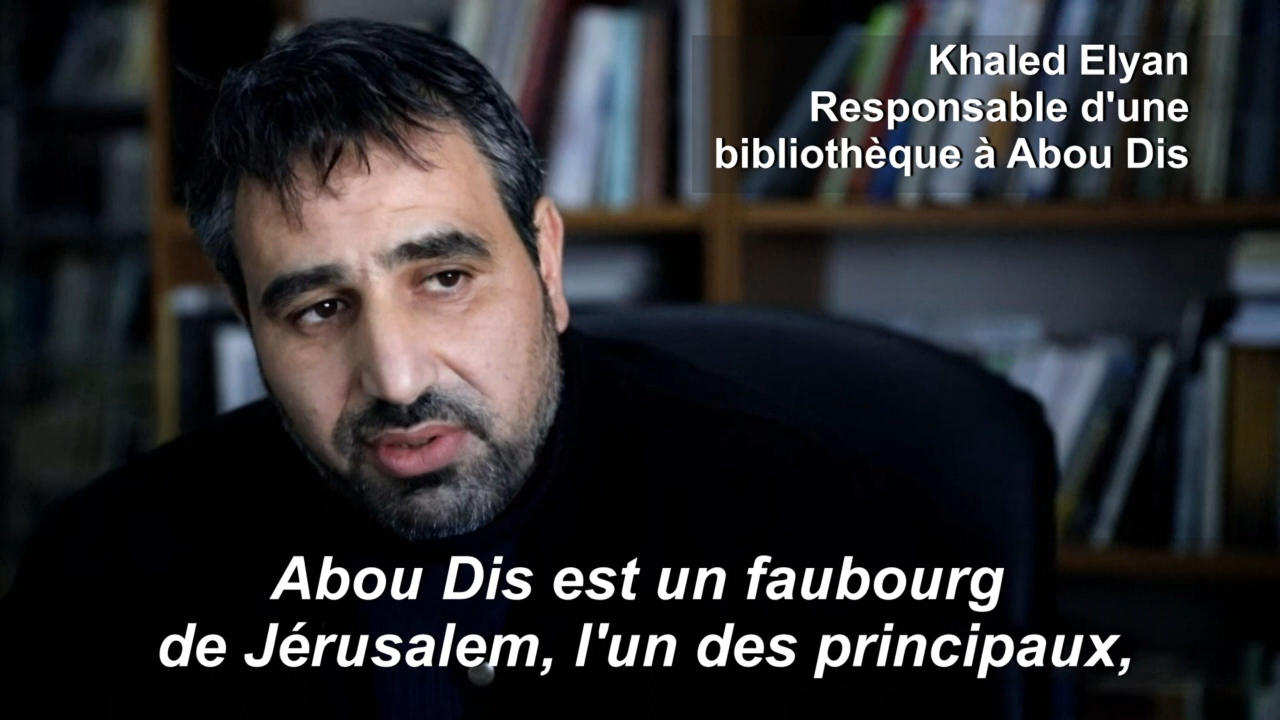 Khaled Elyan
Responsable d'une
bibliothèque à Abou Dis
Abou Dis est un faubourg
de Jérusalem, l'un des principaux,